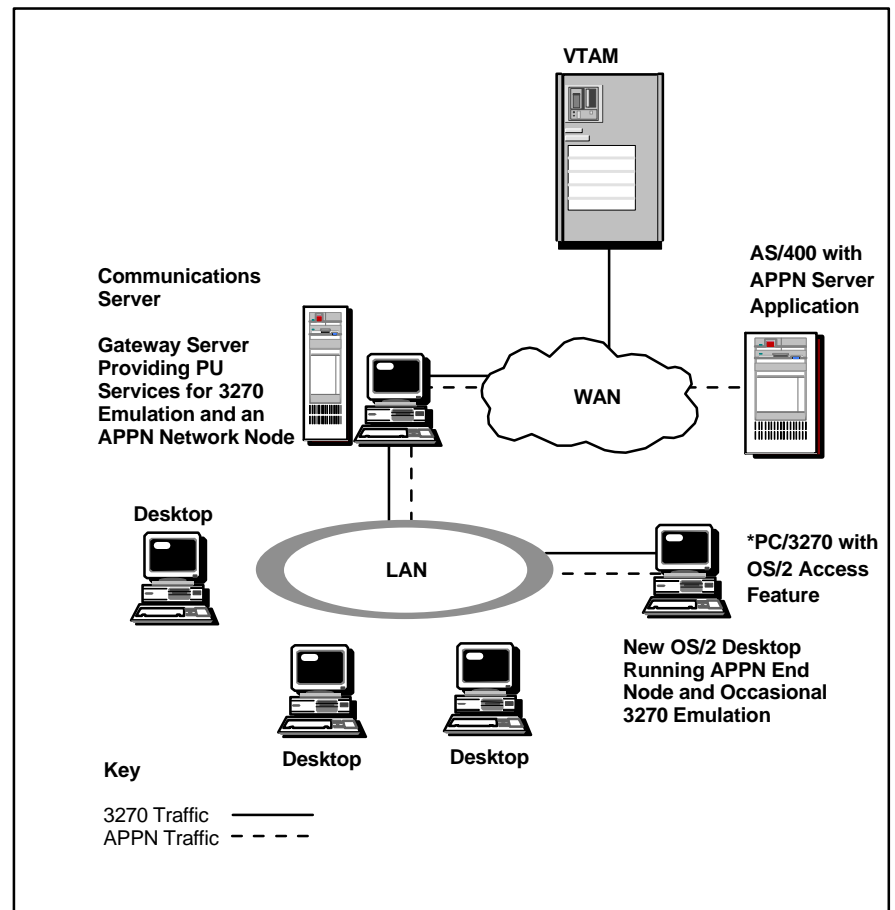 VTAM
AS/400 with
APPN Server
Application
Communications
Server
Gateway Server
Providing PU
Services for 3270
Emulation and an
APPN Network Node
WAN
Desktop
LAN
*PC/3270 with
OS/2 Access
Feature
New OS/2 Desktop
Running APPN End
Node and Occasional
3270 Emulation
Desktop
Desktop
Key
3270 Traffic
APPN Traffic